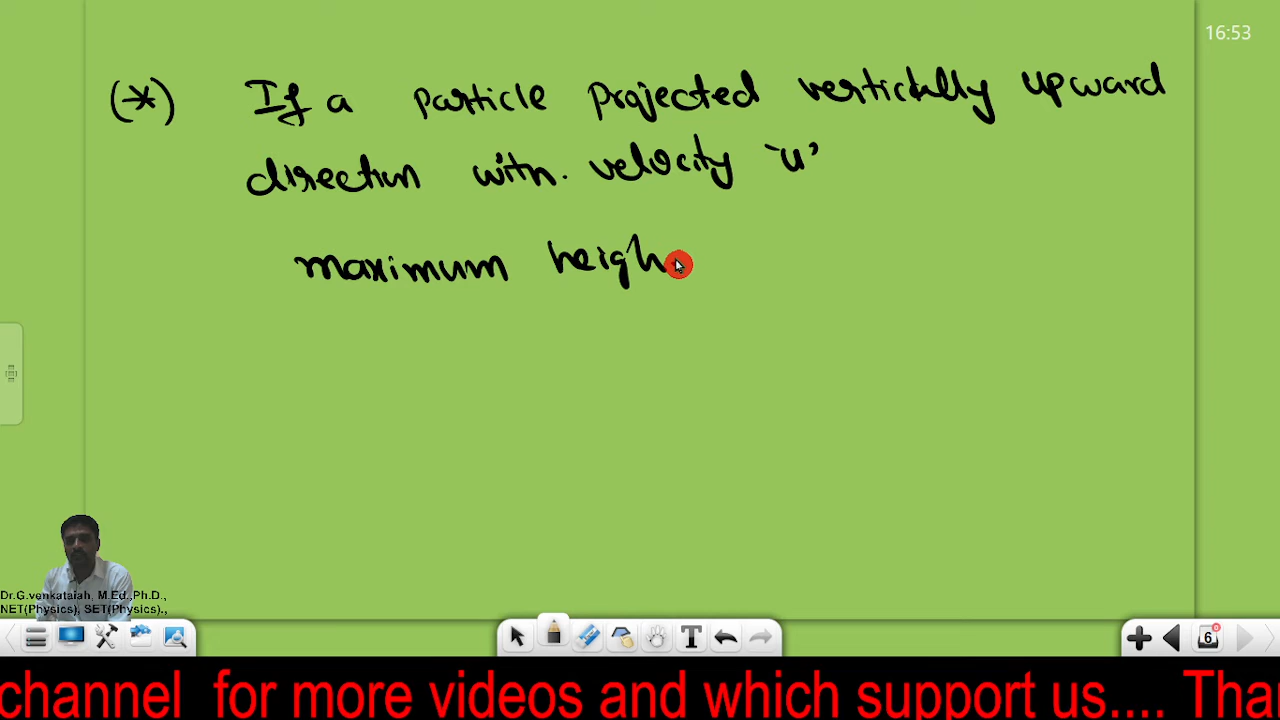 16:53
(*) If a particle projected vertically upward
direction with. velocity 'u'
maximum heigh
Dr.G.venkataiah, M.Ed.,Ph.D.,
NET(Physics), SET(Physics).,
T
6
channel for more videos and which support us.... Tha